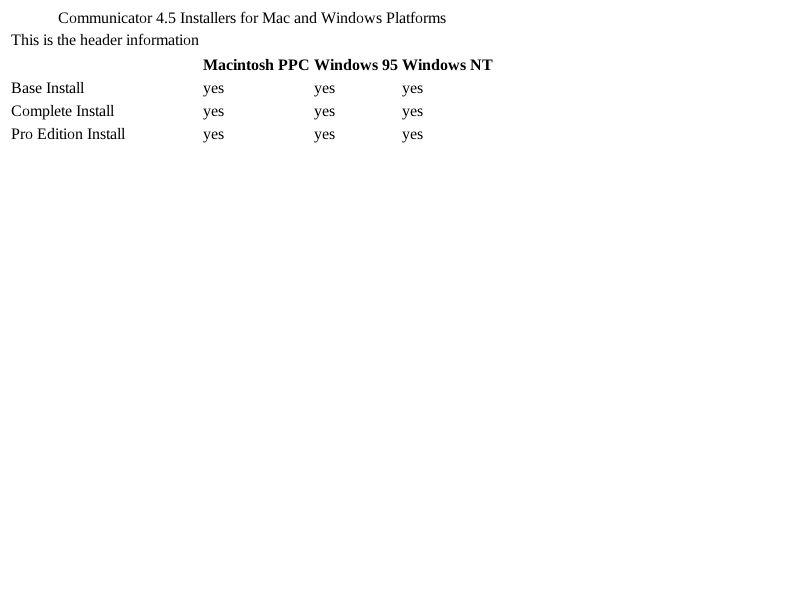 Communicator 4.5 Installers for Mac and Windows Platforms
This is the header information
Macintosh PPC Windows 95 Windows NT
Base Install yes yes yes
Complete Install yes yes yes
Pro Edition Install yes yes yes